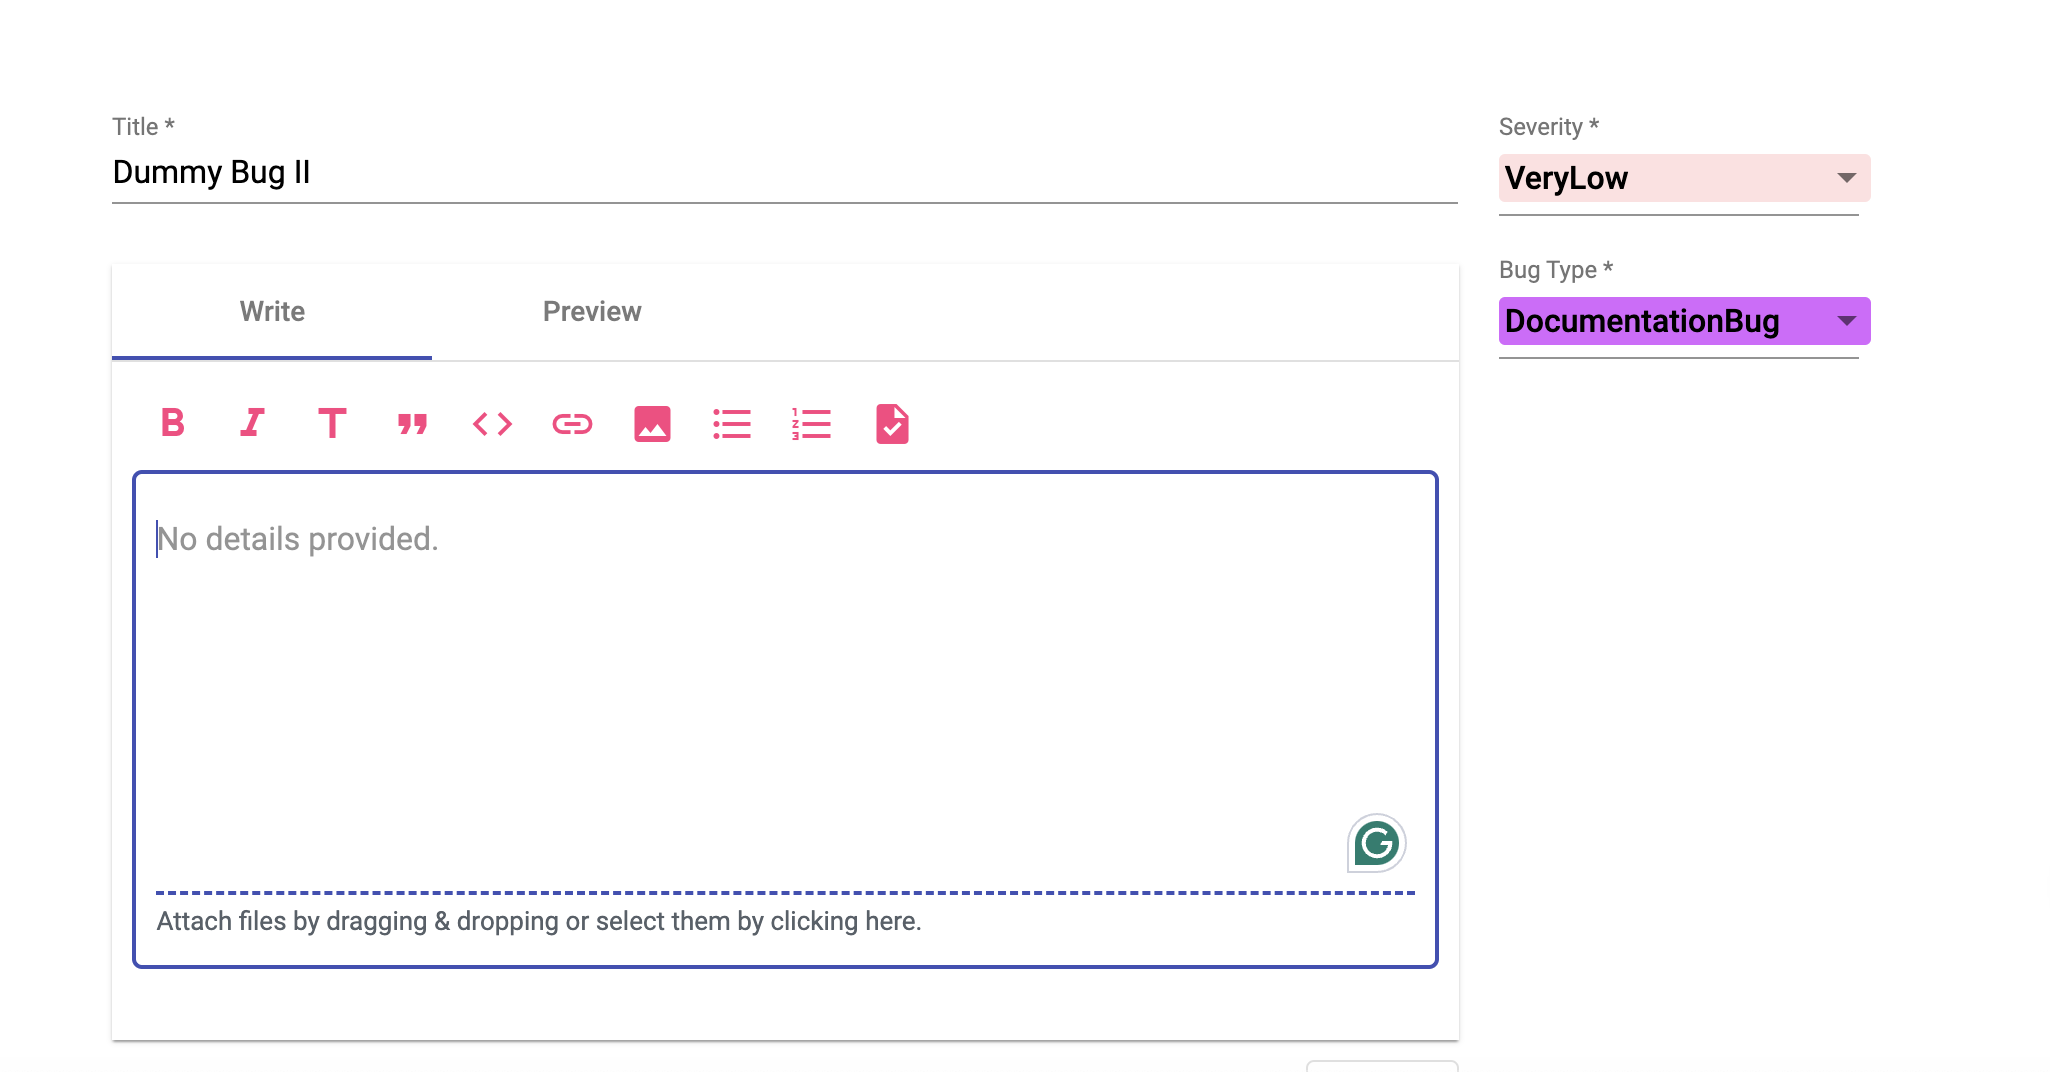 Title *
Dummy Bug II
Severity *
VeryLow
Bug Type *
DocumentationBug
Write
Preview
No details provided.
Attach files by dragging & dropping or select them by clicking here.